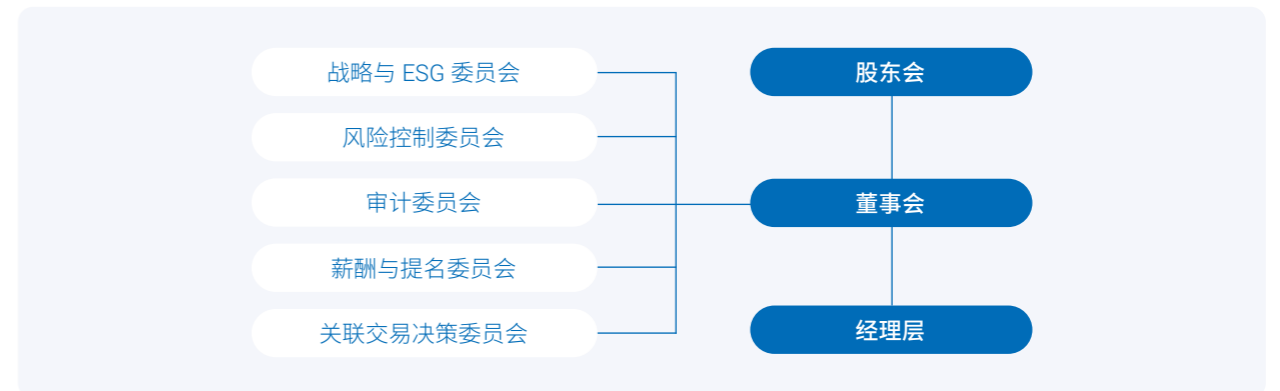 战略与 ESG 委员会
风险控制委员会
审计委员会
薪酬与提名委员会
关联交易决策委员会
股东会
董事会
经理层